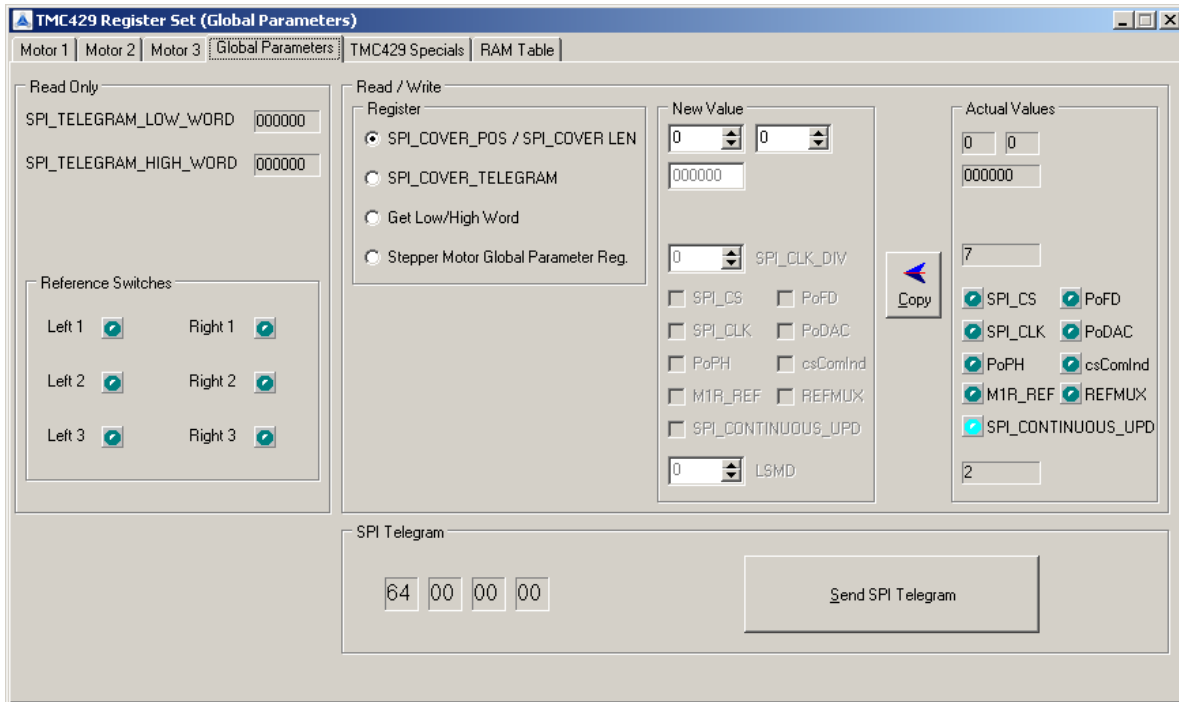 TMC429 Register Set (Global Parameters)
Motor 1 Motor 2 Motor 3 Global Parameters TMC429 Specials RAM Table
Read Only
SPI_TELEGRAM_LOW_WORD 000000
SPI_TELEGRAM_HIGH_WORD 000000
Reference Switches
Left 1 Right 1
Left 2 Right 2
Left 3 Right 3
Read / Write
Register
SPI_COVER_POS / SPI_COVER LEN
SPI_COVER_TELEGRAM
Get Low/High Word
Stepper Motor Global Parameter Reg.
New Value
0 0
000000
0 SPI_CLK_DIV
SPI_CS PoFD
SPI_CLK PoDAC
PoPH csComInd
M1R_REF REFMUX
SPI_CONTINUOUS_UPD
0 LSMD
Copy
Actual Values
0 0
000000
7
SPI_CS PoFD
SPI_CLK PoDAC
PoPH csComInd
M1R_REF REFMUX
SPI_CONTINUOUS_UPD
2
SPI Telegram
64 00 00 00
Send SPI Telegram